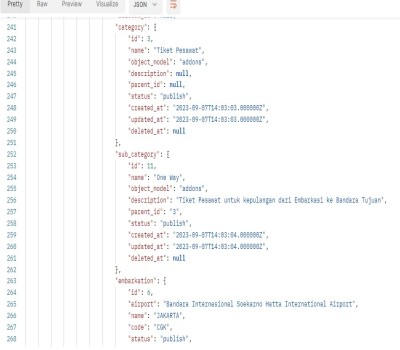 Pretty Raw Preview Visualize JSON
241 "category": {
242 "id": 3,
243 "name": "Tiket Pesawat",
244 "object_model": "addons",
245 "description": null,
246 "parent_id": null,
247 "status": "publish",
248 "created_at": "2023-09-07T14:03:03.000000Z",
249 "updated_at": "2023-09-07T14:03:03.000000Z",
250 "deleted_at": null
251 },
252 "sub_category": {
253 "id": 11,
254 "name": "One Way",
255 "object_model": "addons",
256 "description": "Tiket Pesawat untuk kepulangan dari Embarkasi ke Bandara Tujuan",
257 "parent_id": "3",
258 "status": "publish",
259 "created_at": "2023-09-07T14:03:04.000000Z",
260 "updated_at": "2023-09-07T14:03:04.000000Z",
261 "deleted_at": null
262 },
263 "embarkation": {
264 "id": 6,
265 "airport": "Bandara Internasional Soekarno Hatta International Airport",
266 "name": "JAKARTA",
267 "code": "CGK",
268 "status": "publish",